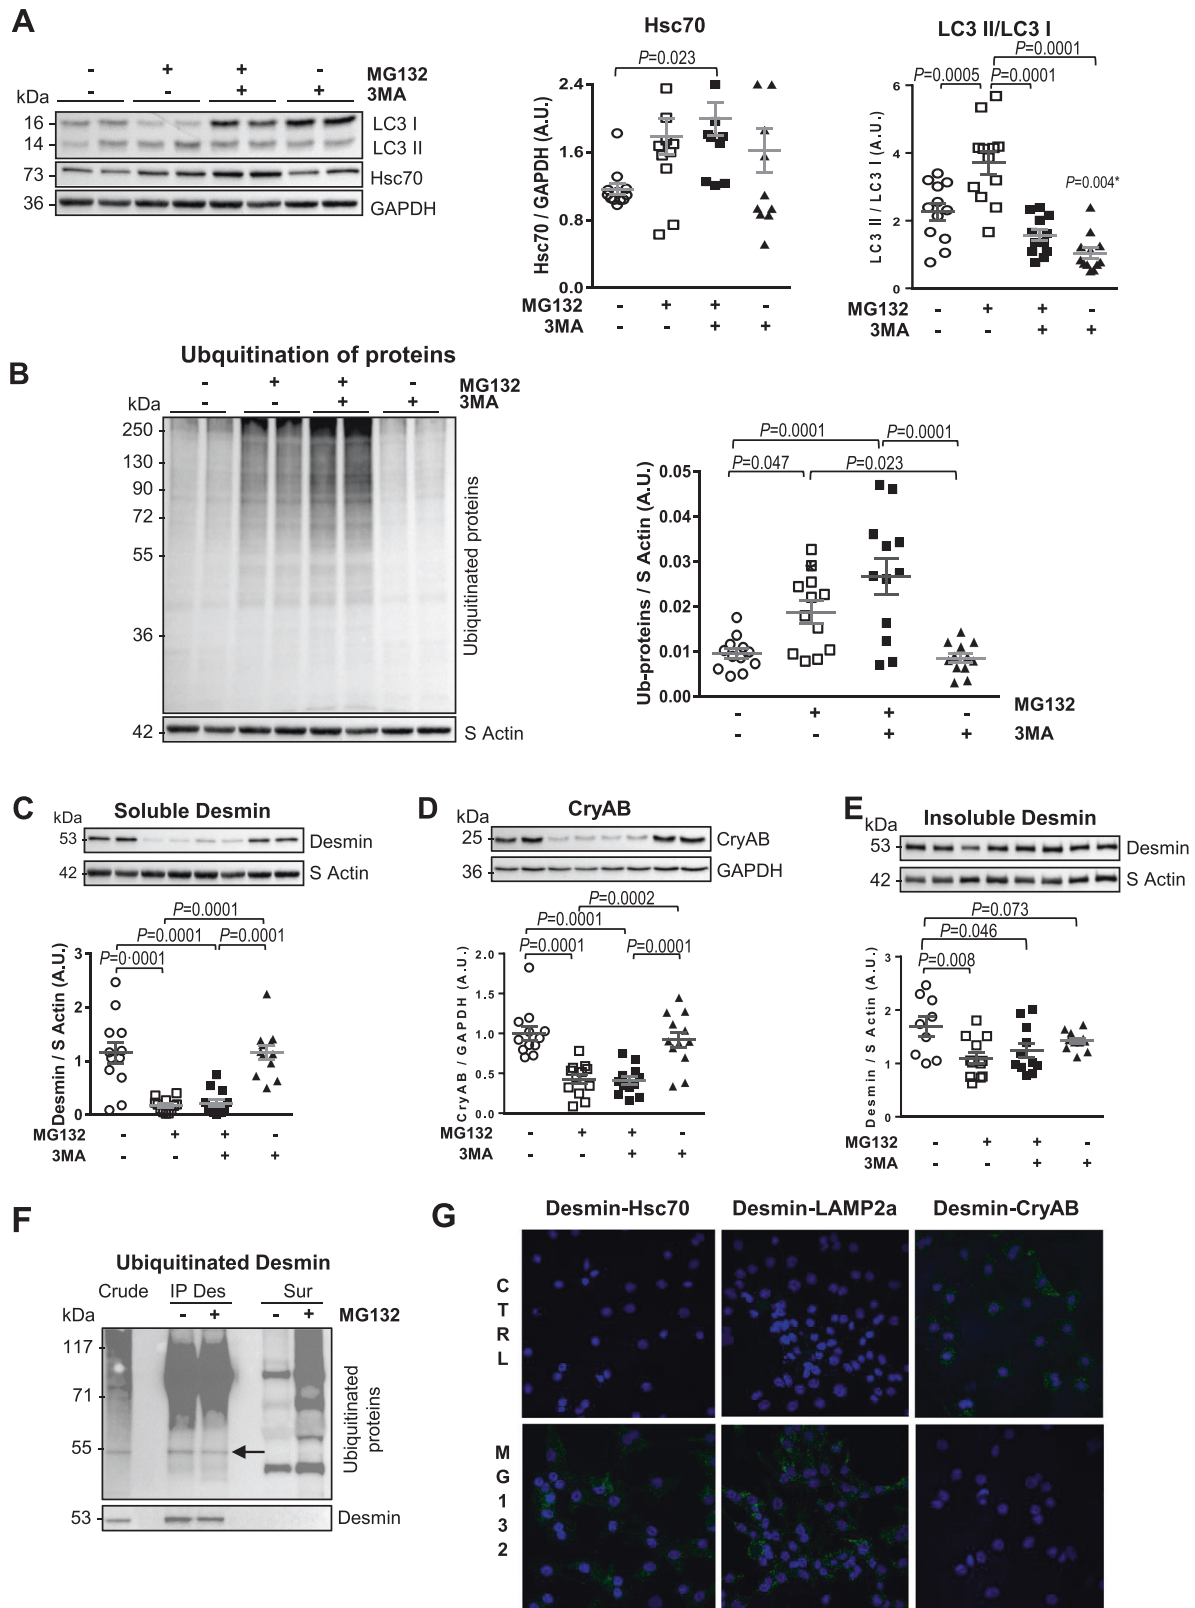 A
- + + -
MG132
- - + +
3MA
kDa
16
LC3 I
14
LC3 II
73
Hsc70
36
GAPDH
Hsc70
P=0.023
2.4
1.6
0.8
0.0
Hsc70 / GAPDH (A.U.)
MG132 - + + -
3MA - - + +
LC3 II/LC3 I
P=0.0001
P=0.0005 P=0.0001
P=0.004*
6
4
2
0
LC3 II / LC3 I (A.U.)
MG132 - + + -
3MA - - + +
B
Ubquitination of proteins
- + + -
MG132
- - + +
3MA
kDa
250
130
90
72
55
36
Ubiquitinated proteins
42
S Actin
P=0.0001 P=0.0001
P=0.047 P=0.023
0.05
0.04
0.03
0.02
0.01
0.00
Ub-proteins / S Actin (A.U.)
- + + - MG132
- + + 3MA
C
Soluble Desmin
kDa
53
Desmin
42
S Actin
P=0.0001
P=0.0001 P=0.0001
P=0·0001
3
2
1
0
Desmin / S Actin (A.U.)
MG132 - + + -
3MA - + +
D
CryAB
kDa
25
CryAB
36
GAPDH
P=0.0002
P=0.0001
P=0.0001 P=0.0001
2.0
1.5
1.0
0.5
0.0
CryAB / GAPDH (A.U.)
MG132 - + + -
3MA - - + +
E
Insoluble Desmin
kDa
53
Desmin
42
S Actin
P=0.073
P=0.046
P=0.008
3
2
1
0
Desmin / S Actin (A.U.)
MG132 - + + -
3MA - - + +
F
Ubiquitinated Desmin
Crude IP Des Sur
kDa
- + - + MG132
117
71
55
Ubiquitinated
proteins
53
Desmin
G
Desmin-Hsc70 Desmin-LAMP2a Desmin-CryAB
C
T
R
L
M
G
1
3
2